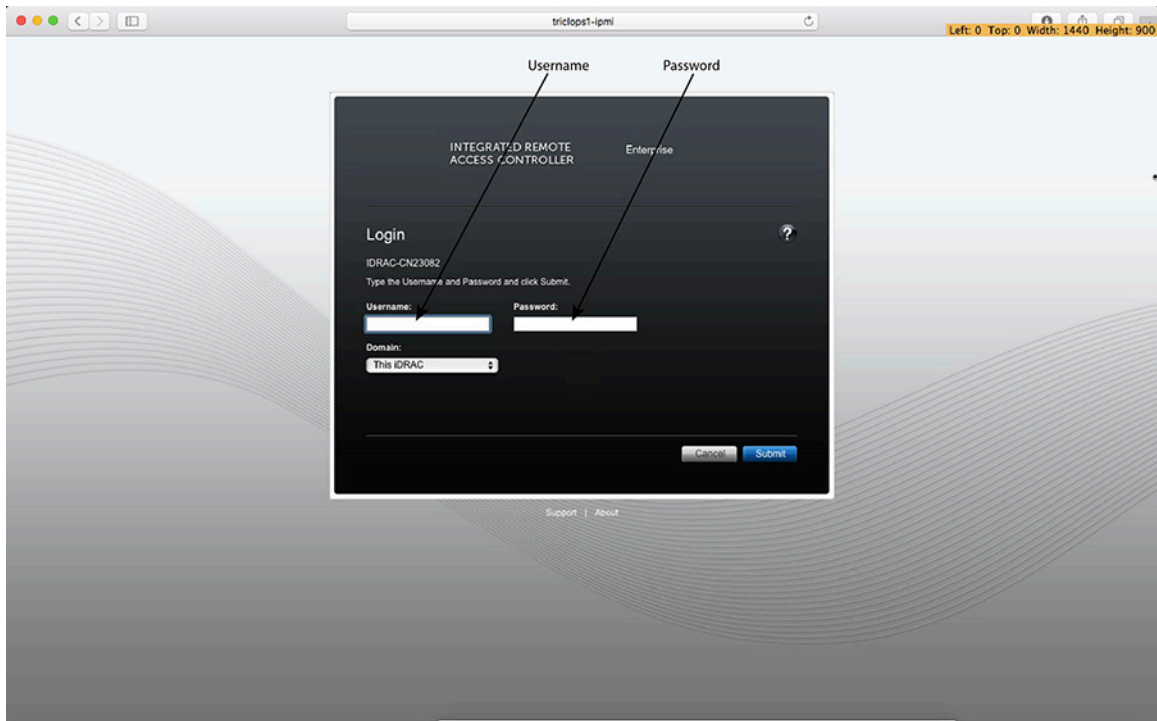 triclops1-ipmi
Left: 0 Top: 0 Width: 1440 Height: 900
Username
Password
INTEGRATED REMOTE
ACCESS CONTROLLER
Enterprise
Login
?
IDRAC-CN23082
Type the Username and Password and click Submit.
Username:
Password:
Domain:
This iDRAC
Cancel
Submit
Support | About